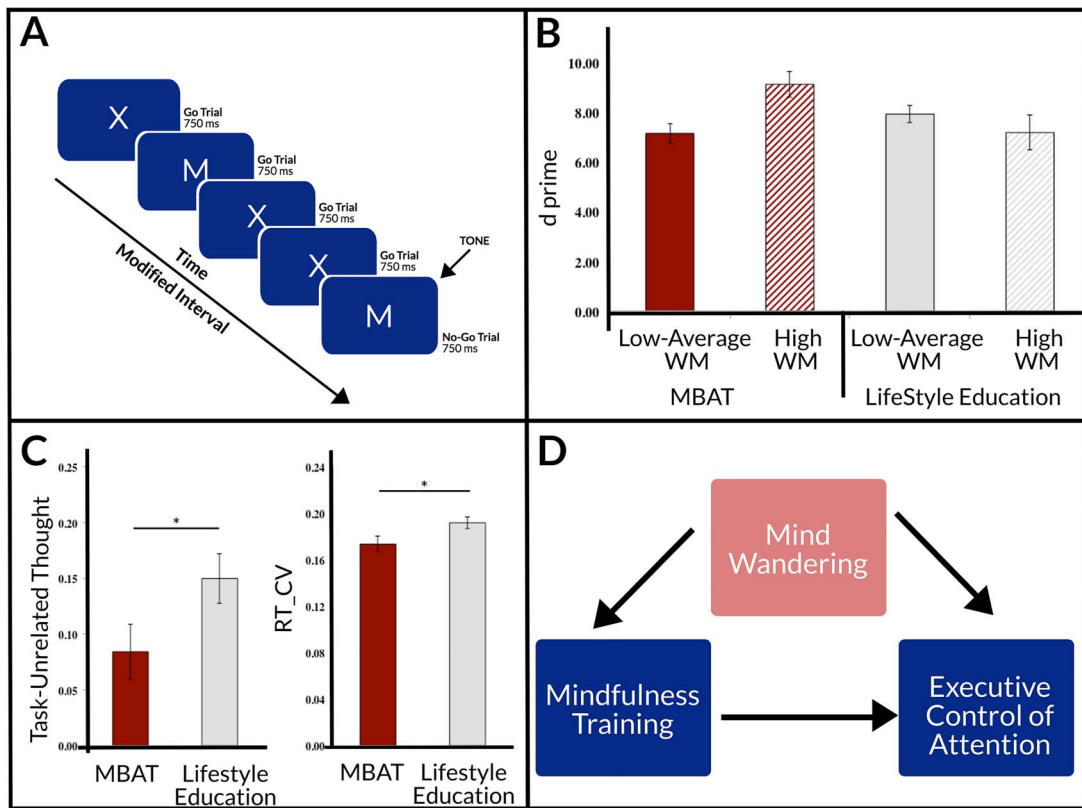 A
X
Go Trial
750 ms
M
Go Trial
750 ms
X
Go Trial
750 ms
X
Go Trial
750 ms
TONE
M
No-Go Trial
750 ms
Time
Modified Interval
B
d prime
10.00
8.00
6.00
4.00
2.00
0.00
Low-Average
WM
High
WM
Low-Average
WM
High
WM
MBAT
LifeStyle Education
C
Task-Unrelated Thought
0.25
0.20
0.15
0.10
0.05
0.00
*
MBAT
Lifestyle
Education
RT_CV
0.24
0.20
0.16
0.12
0.08
0.04
0.00
*
MBAT
Lifestyle
Education
D
Mind
Wandering
Mindfulness
Training
Executive
Control of
Attention